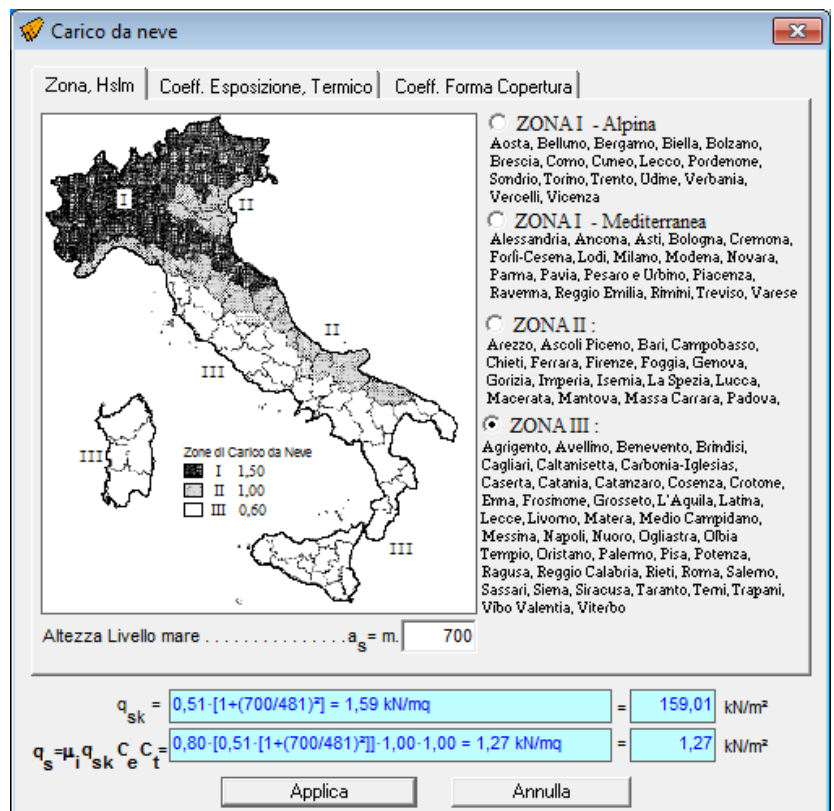 Carico da neve
Zona, Hslm
Coeff. Esposizione, Termico
Coeff. Forma Copertura
I
II
II
III
III
III
Zone di Carico da Neve
I 1,50
II 1,00
III 0,60
ZONA I - Alpina
Aosta, Belluno, Bergamo, Biella, Bolzano,
Brescia, Como, Cuneo, Lecco, Pordenone,
Sondrio, Torino, Trento, Udine, Verbania,
Vercelli, Vicenza
ZONA I - Mediterranea
Alessandria, Ancona, Asti, Bologna, Cremona,
Forlì-Cesena, Lodi, Milano, Modena, Novara,
Parma, Pavia, Pesaro e Urbino, Piacenza,
Ravenna, Reggio Emilia, Rimini, Treviso, Varese
ZONA II :
Arezzo, Ascoli Piceno, Bari, Campobasso,
Chieti, Ferrara, Firenze, Foggia, Genova,
Gorizia, Imperia, Isernia, La Spezia, Lucca,
Macerata, Mantova, Massa Carrara, Padova,
ZONA III :
Agrigento, Avellino, Benevento, Brindisi,
Cagliari, Caltanisetta, Carbonia-Iglesias,
Caserta, Catania, Catanzaro, Cosenza, Crotone,
Enna, Frosinone, Grosseto, L'Aquila, Latina,
Lecce, Livorno, Matera, Medio Campidano,
Messina, Napoli, Nuoro, Ogliastra, Olbia
Tempio, Oristano, Palermo, Pisa, Potenza,
Ragusa, Reggio Calabria, Rieti, Roma, Salerno,
Sassari, Siena, Siracusa, Taranto, Terni, Trapani,
Vibo Valentia, Viterbo
Altezza Livello mare . . . . . . . . . . . . . . . a_s= m. 700
q_sk = 0,51·[1+(700/481)²] = 1,59 kN/mq = 159,01 kN/m²
q_s=μ_i q_sk C_e C_t= 0,80·[0,51·[1+(700/481)²]]·1,00·1,00 = 1,27 kN/mq = 1,27 kN/m²
Applica
Annulla